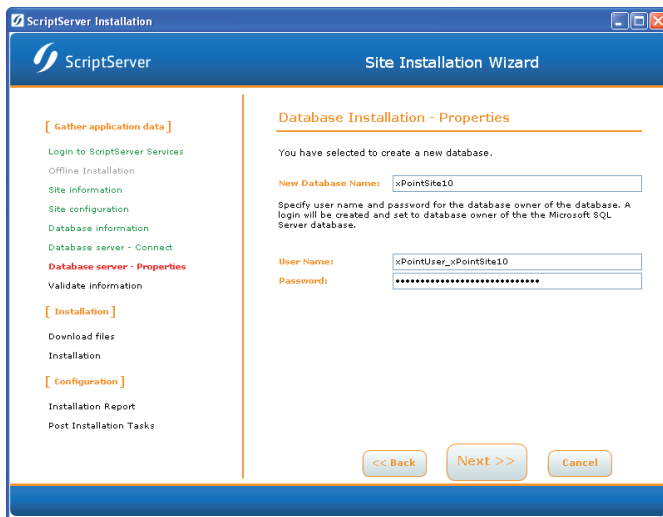 ScriptServer Installation
ScriptServer
Site Installation Wizard
[ Gather application data ]
Login to ScriptServer Services
Offline Installation
Site information
Site configuration
Database information
Database server - Connect
Database server - Properties
Validate information
[ Installation ]
Download files
Installation
[ Configuration ]
Installation Report
Post Installation Tasks
Database Installation - Properties
You have selected to create a new database.
New Database Name: xPointSite10
Specify user name and password for the database owner of the database. A
login will be created and set to database owner of the the Microsoft SQL
Server database.
User Name: xPointUser_xPointSite10
Password: •••••••••••••••••••••••••••••
<< Back
Next >>
Cancel